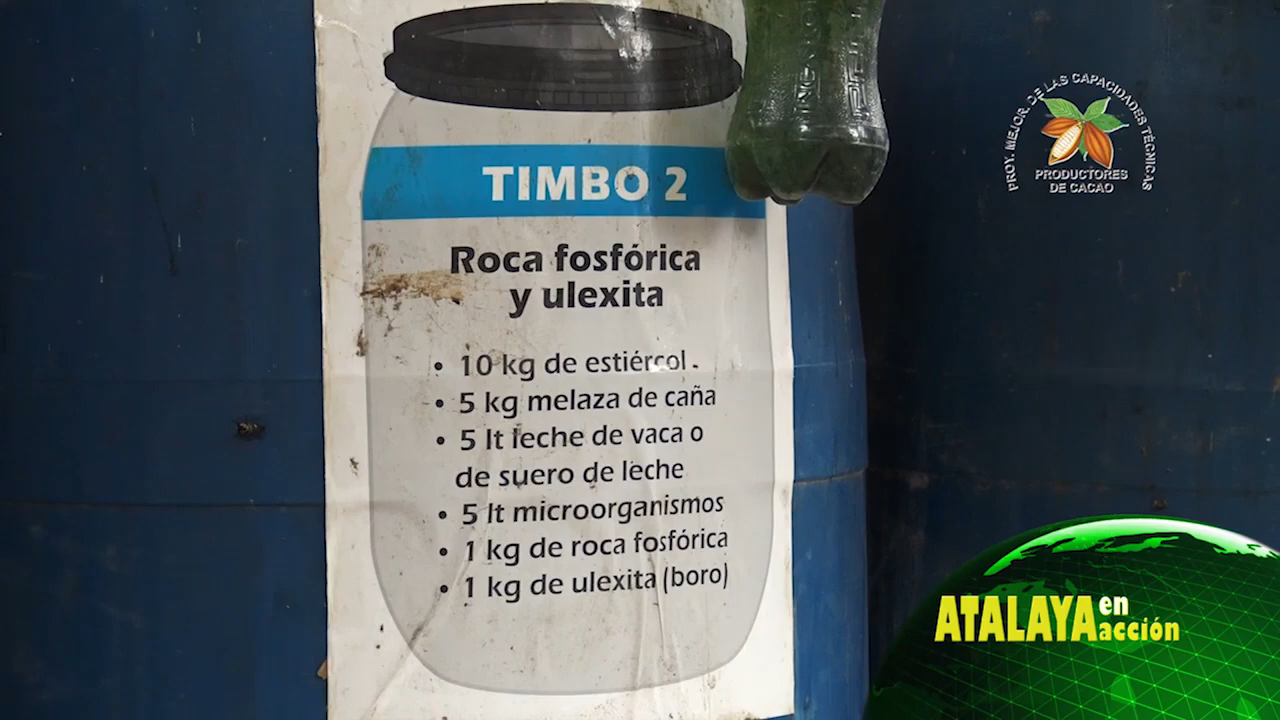 TIMBO 2
Roca fosfórica
y ulexita
• 10 kg de estiércol.
• 5 kg melaza de caña
• 5 lt leche de vaca o
de suero de leche
• 5 lt microorganismos
• 1 kg de roca fosfórica
• 1 kg de ulexita (boro)
PROY. MEJOR. DE LAS CAPACIDADES TÉCNICAS
PRODUCTORES
DE CACAO
ATALAYA en
acción